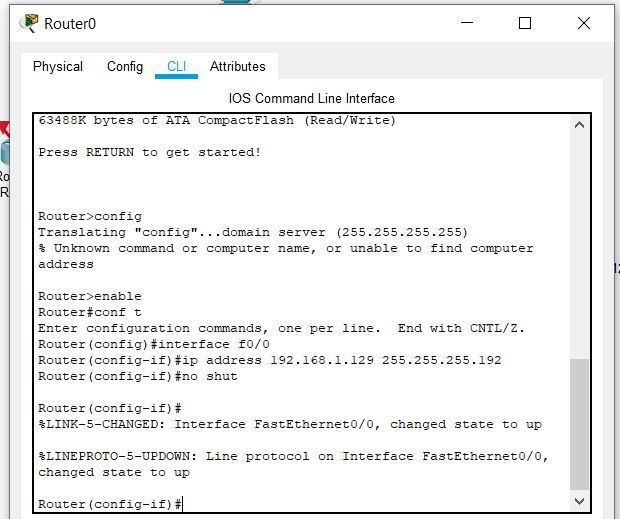 Router0
Physical Config CLI Attributes
IOS Command Line Interface
63488K bytes of ATA CompactFlash (Read/Write)
Press RETURN to get started!
Router>config
Translating "config"...domain server (255.255.255.255)
% Unknown command or computer name, or unable to find computer
address
Router>enable
Router#conf t
Enter configuration commands, one per line.  End with CNTL/Z.
Router(config)#interface f0/0
Router(config-if)#ip address 192.168.1.129 255.255.255.192
Router(config-if)#no shut
Router(config-if)#
%LINK-5-CHANGED: Interface FastEthernet0/0, changed state to up
%LINEPROTO-5-UPDOWN: Line protocol on Interface FastEthernet0/0,
changed state to up
Router(config-if)#